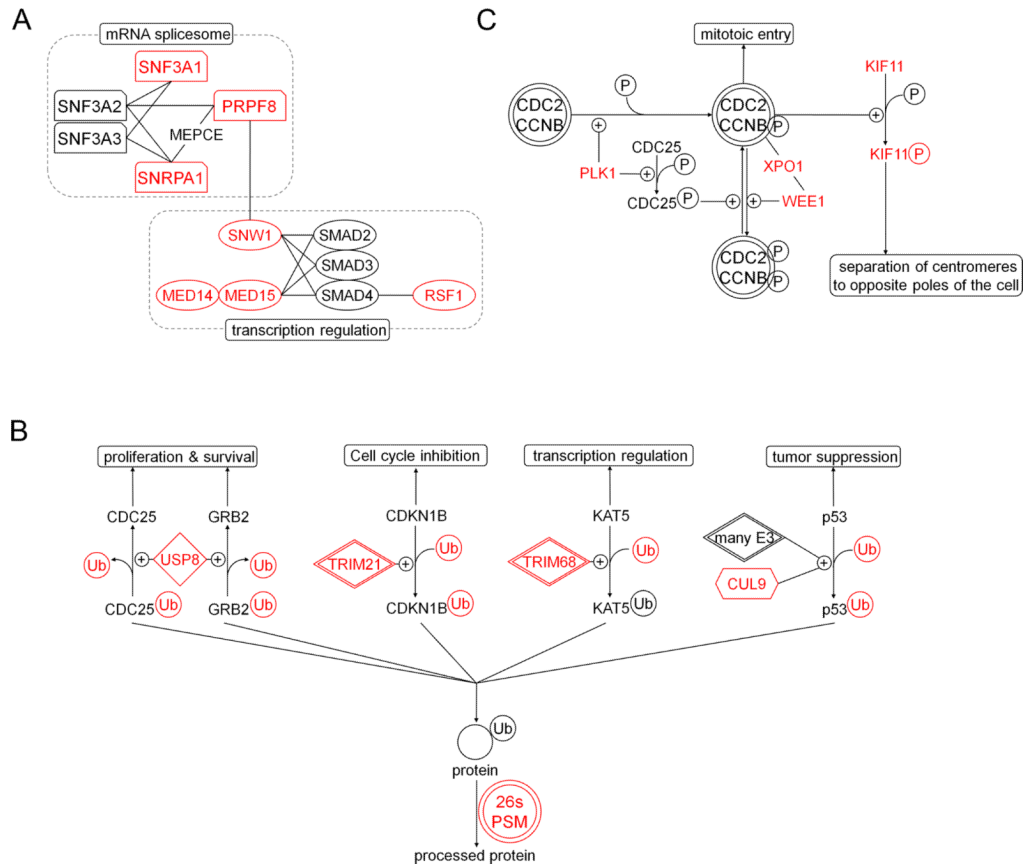 A
mRNA splicesome
SNF3A1
SNF3A2
PRPF8
SNF3A3
MEPCE
SNRPA1
SNW1
SMAD2
SMAD3
MED14
MED15
SMAD4
RSF1
transcription regulation
C
mitotoic entry
CDC2
CCNB
P
CDC2
CCNB
P
KIF11
P
+
+
KIF11
P
PLK1
+
CDC25
P
CDC25
P
XPO1
WEE1
+
+
CDC2
CCNB
P
P
separation of centromeres
to opposite poles of the cell
B
proliferation & survival
Cell cycle inhibition
transcription regulation
tumor suppression
CDC25
GRB2
CDKN1B
KAT5
p53
Ub
+
USP8
+
Ub
TRIM21
+
Ub
TRIM68
+
Ub
many E3
CUL9
+
Ub
CDC25
Ub
GRB2
Ub
CDKN1B
Ub
KAT5
Ub
p53
Ub
Ub
protein
26s
PSM
processed protein